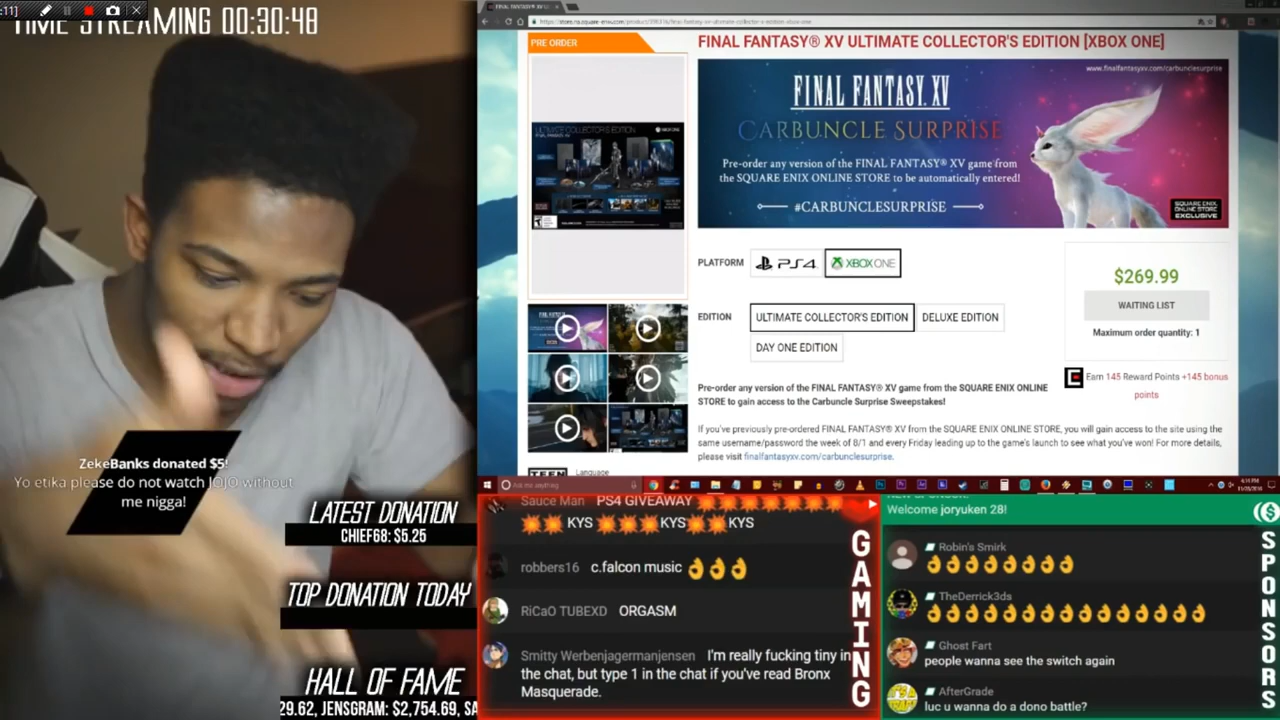 :11]
TIME STREAMING 00:30:48
ZekeBanks donated $5!
Yo etika please do not watch JOJO without
me nigga!
LATEST DONATION
CHIEF68: $5.25
TOP DONATION TODAY
HALL OF FAME
29.62, JENSGRAM: $2,754.69, SA
PRE ORDER
FINAL FANTASY® XV ULTIMATE COLLECTOR'S EDITION [XBOX ONE]
www.finalfantasyxv.com/carbunclesurprise
FINAL FANTASY XV
CARBUNCLE SURPRISE
Pre-order any version of the FINAL FANTASY® XV game from
the SQUARE ENIX ONLINE STORE to be automatically entered!
#CARBUNCLESURPRISE
SQUARE ENIX
ONLINE STORE
EXCLUSIVE
ULTIMATE COLLECTOR'S EDITION
PLATFORM PS4 XBOX ONE
$269.99
WAITING LIST
Maximum order quantity: 1
EDITION ULTIMATE COLLECTOR'S EDITION DELUXE EDITION
DAY ONE EDITION
Earn 145 Reward Points +145 bonus
points
Pre-order any version of the FINAL FANTASY® XV game from the SQUARE ENIX ONLINE
STORE to gain access to the Carbuncle Surprise Sweepstakes!
If you've previously pre-ordered FINAL FANTASY® XV from the SQUARE ENIX ONLINE STORE, you will gain access to the site using the
same username/password the week of 8/1 and every Friday leading up to the game's launch to see what you've won! For more details,
please visit finalfantasyxv.com/carbunclesurprise.
TEEN Language
Ask me anything
Sauce Man PS4 GIVEAWAY 💥💥💥💥💥💥💥💥
💥💥 KYS 💥💥💥KYS💥💥KYS
robbers16 c.falcon music 👌👌👌
RiCaO TUBEXD ORGASM
Smitty Werbenjagermanjensen I'm really fucking tiny in
the chat, but type 1 in the chat if you've read Bronx
Masquerade.
GAMING
Welcome joryuken 28!
Robin's Smirk
👌👌👌👌👌👌👌👌
TheDerrick3ds
👌👌👌👌👌👌👌👌👌👌👌👌👌👌👌
Ghost Fart
people wanna see the switch again
AfterGrade
luc u wanna do a dono battle?
SPONSORS